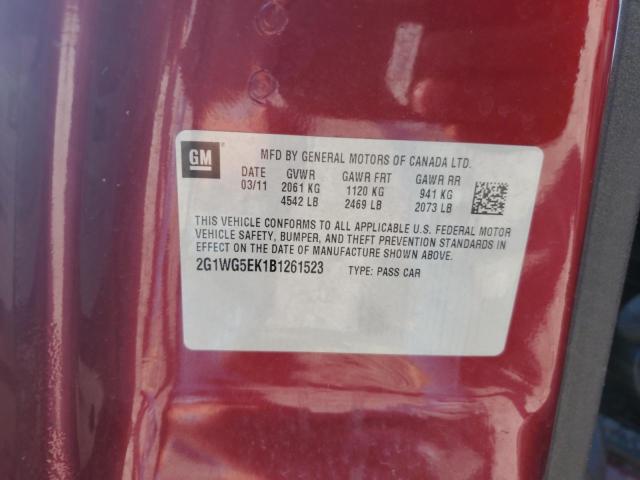 GM
MFD BY GENERAL MOTORS OF CANADA LTD.
DATE GVWR GAWR FRT GAWR RR
03/11 2061 KG 1120 KG 941 KG
4542 LB 2469 LB 2073 LB
THIS VEHICLE CONFORMS TO ALL APPLICABLE U.S. FEDERAL MOTOR
VEHICLE SAFETY, BUMPER, AND THEFT PREVENTION STANDARDS IN
EFFECT ON THE DATE OF MANUFACTURE SHOWN ABOVE.
2G1WG5EK1B1261523 TYPE: PASS CAR